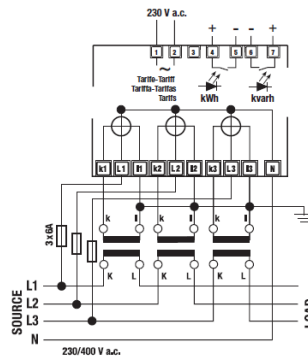 230 V a.c.
+ - - +
1 2 3 4 5 6 7
~
Tarifo-Tariff
Tariffa-Tarifas
Tarifs
kWh
kvarh
k1 L1 l1 k2 L2 l2 k3 L3 l3 N
k l k l k l
3x6A
K L K L K L
SOURCE
L1
L2
L3
N
LOAD
230/400 V a.c.